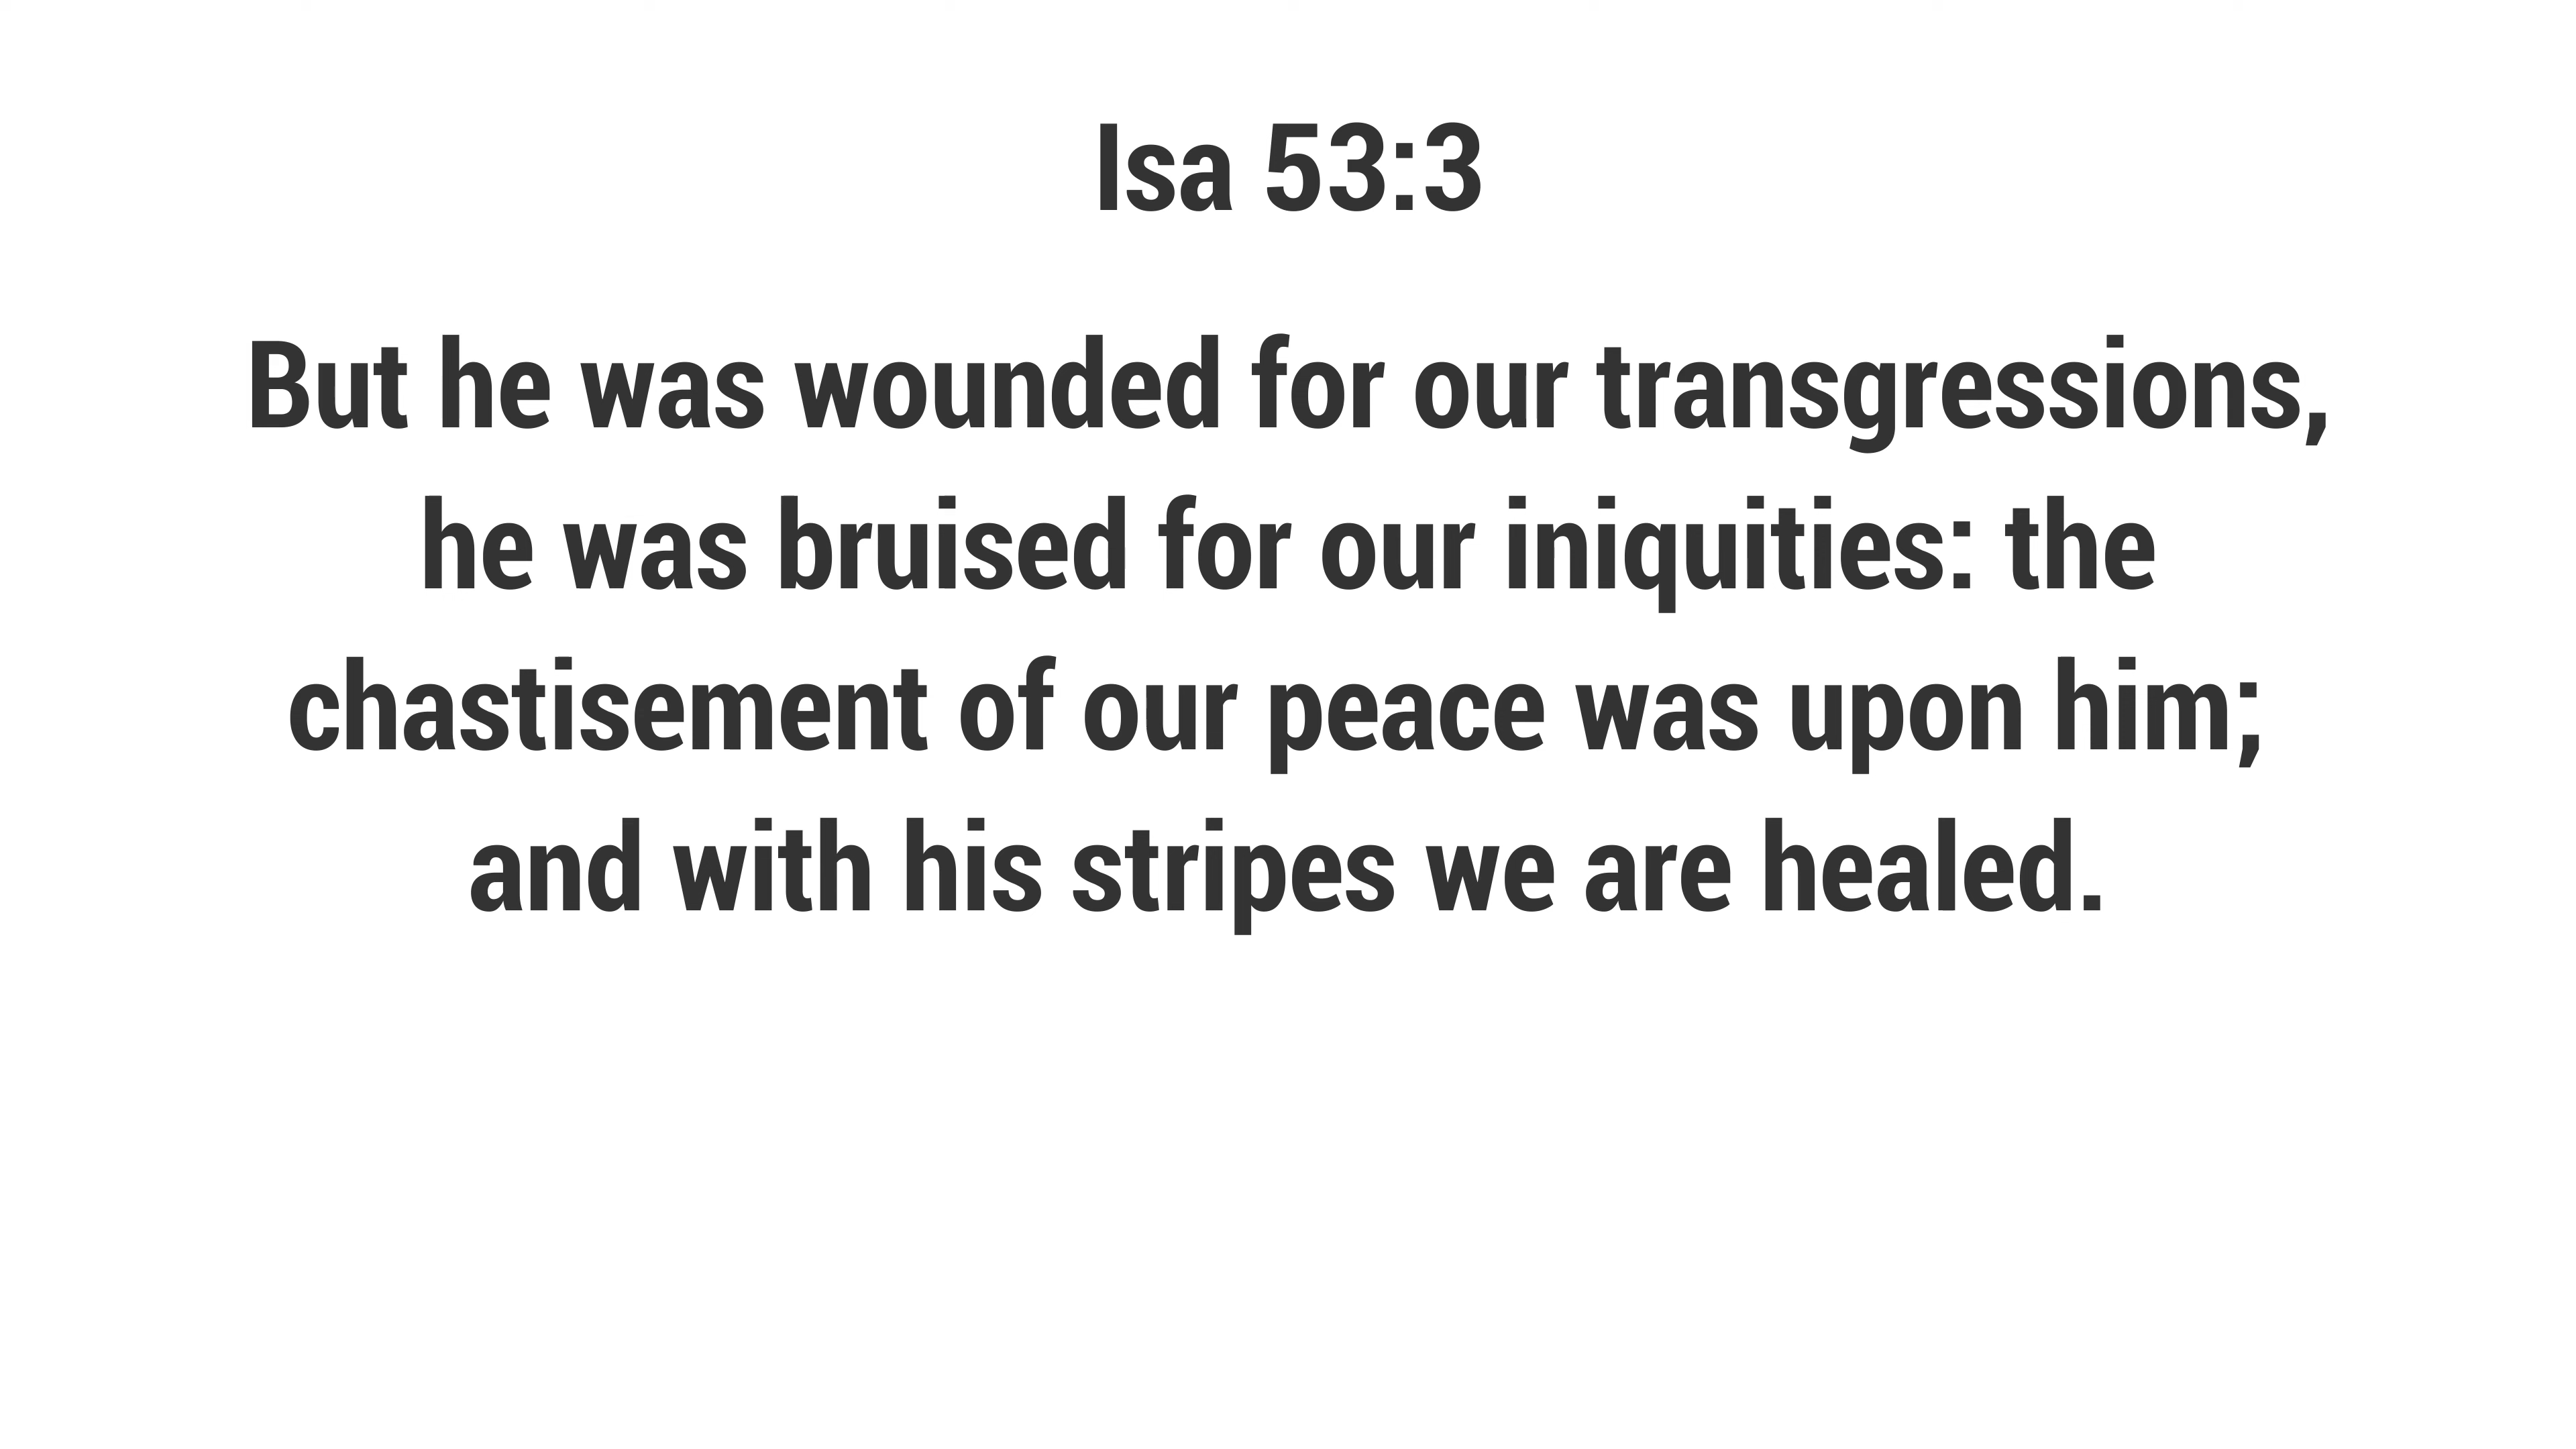 Isa 53:3
But he was wounded for our transgressions,
he was bruised for our iniquities: the
chastisement of our peace was upon him;
and with his stripes we are healed.